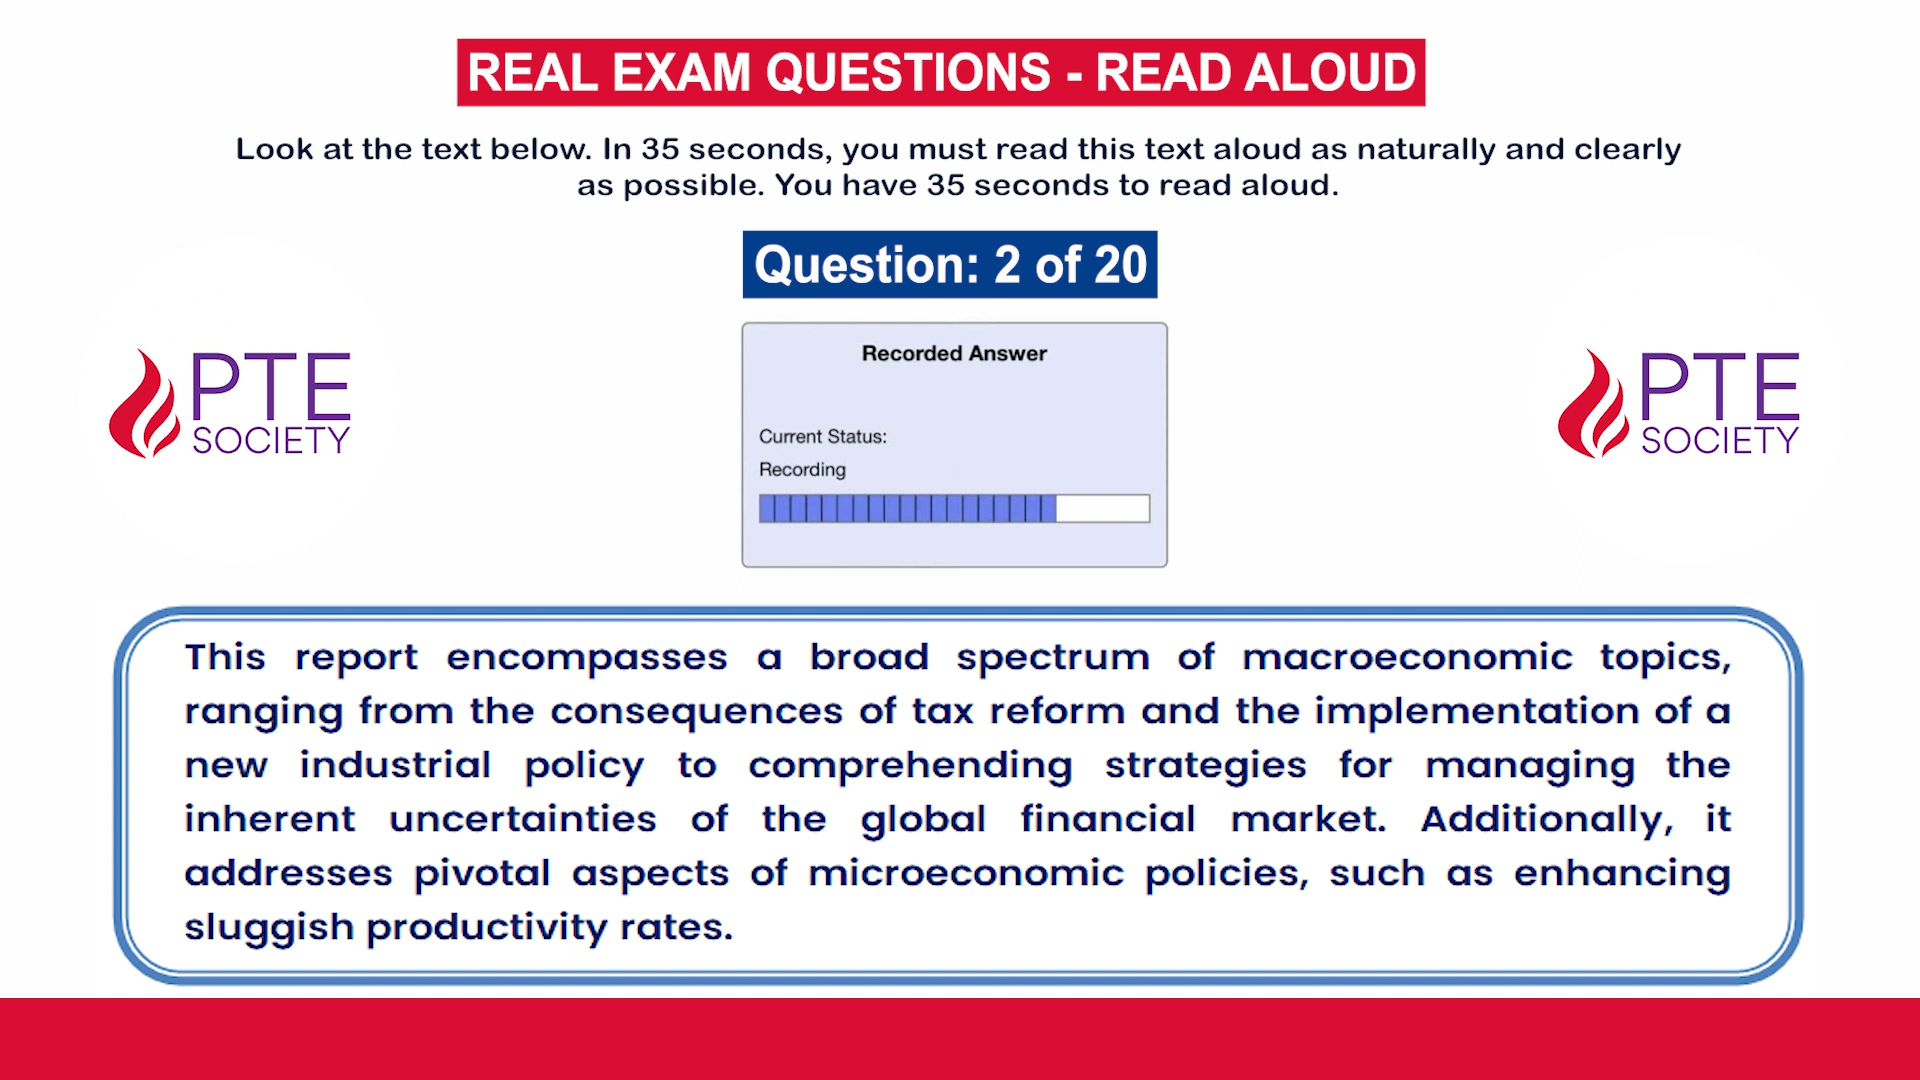 REAL EXAM QUESTIONS - READ ALOUD
Look at the text below. In 35 seconds, you must read this text aloud as naturally and clearly
as possible. You have 35 seconds to read aloud.
Question: 2 of 20
Recorded Answer
PTE
SOCIETY
Current Status:
Recording
PTE
SOCIETY
This report encompasses a broad spectrum of macroeconomic topics,
ranging from the consequences of tax reform and the implementation of a
new industrial policy to comprehending strategies for managing the
inherent uncertainties of the global financial market. Additionally, it
addresses pivotal aspects of microeconomic policies, such as enhancing
sluggish productivity rates.